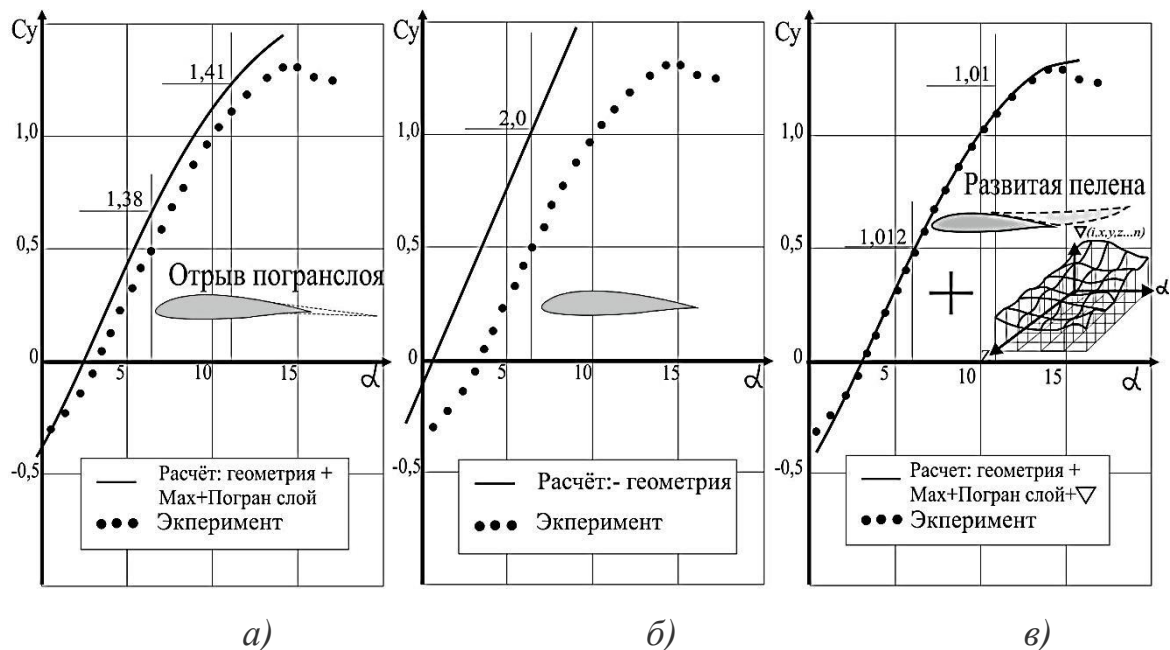 Cy
1,41
1,0
1,38
0,5
Отрыв погранслоя
0
5
10
15
α
-0,5
Расчёт: геометрия +
Мах+Погран слой
Экперимент
а)
2,0
1,0
0,5
0
5
10
15
α
-0,5
Расчёт:- геометрия
Экперимент
б)
Cy
1,01
1,0
Развитая пелена
∇(i,x,y,z...n)
0,5
1,012
+
α
z
0
5
10
15
α
-0,5
Расчет: геометрия +
Мах+Погран слой+∇
Экперимент
в)